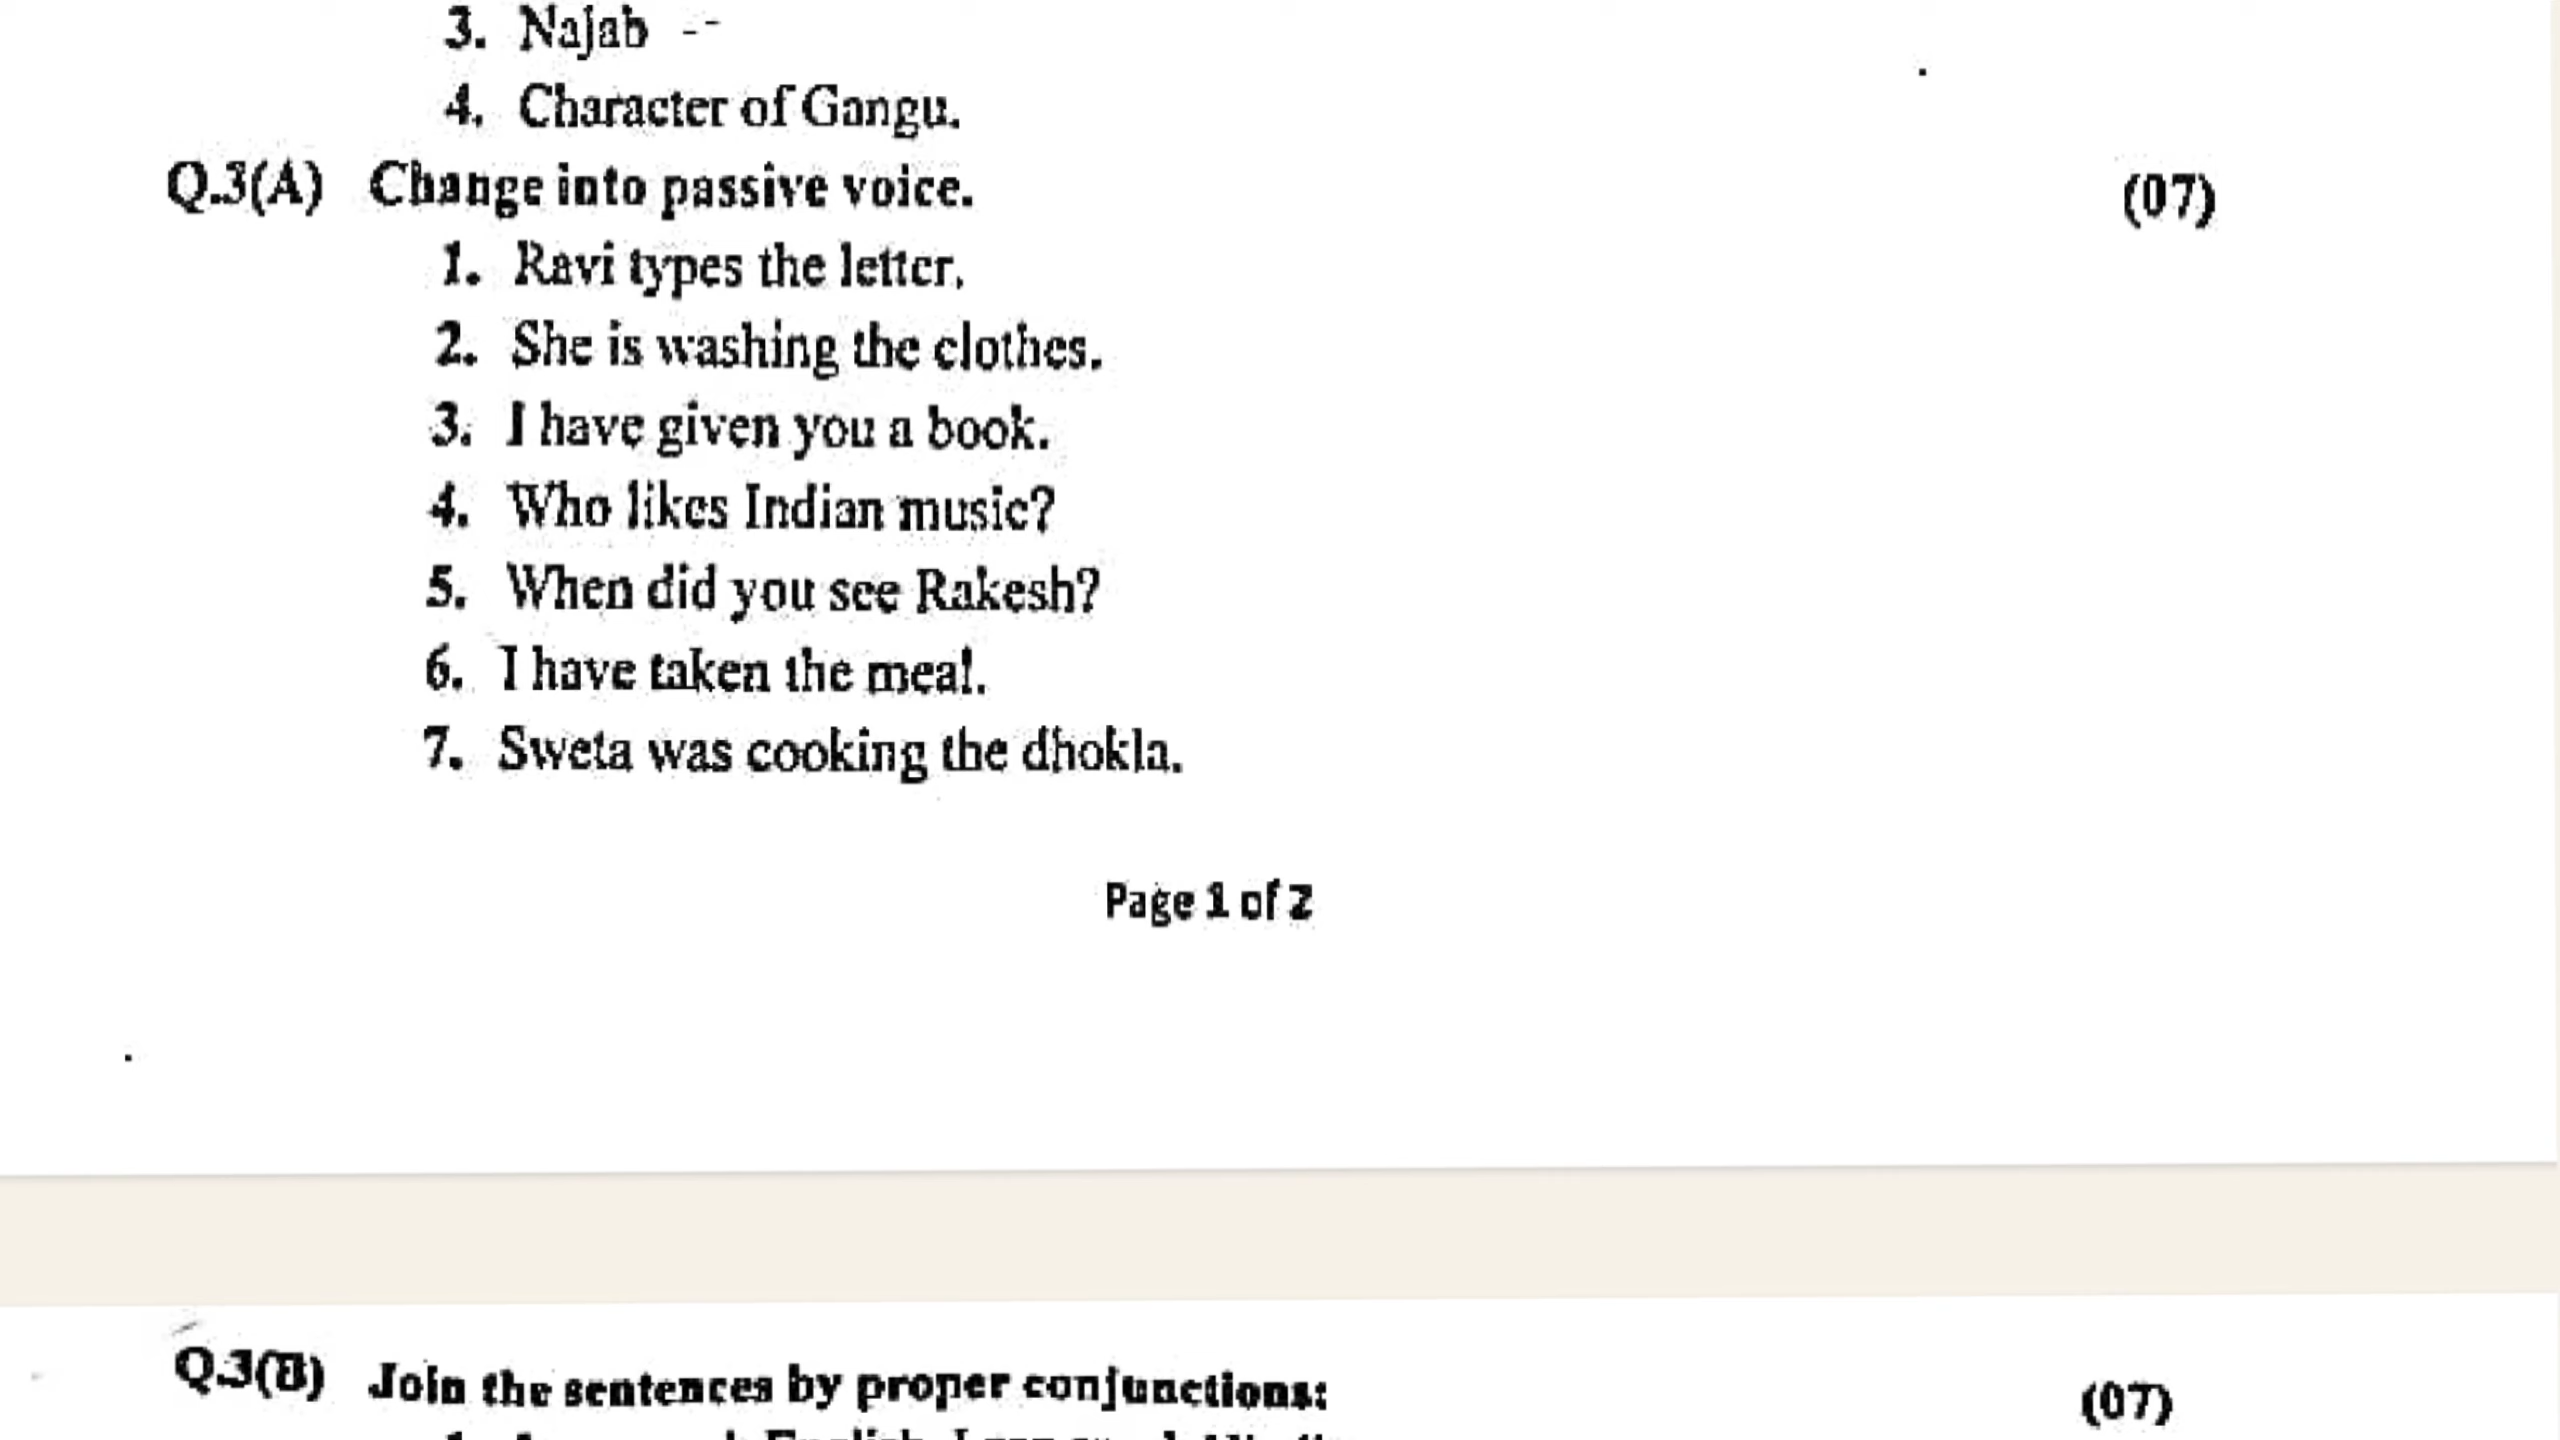 3. Najab --
4. Character of Gangu.
Q.3(A) Change into passive voice. (07)
1. Ravi types the letter.
2. She is washing the clothes.
3. I have given you a book.
4. Who likes Indian music?
5. When did you see Rakesh?
6. I have taken the meal.
7. Sweta was cooking the dhokla.
Page 1 of 2
Q.3(B) Join the sentences by proper conjunctions: (07)
English. I